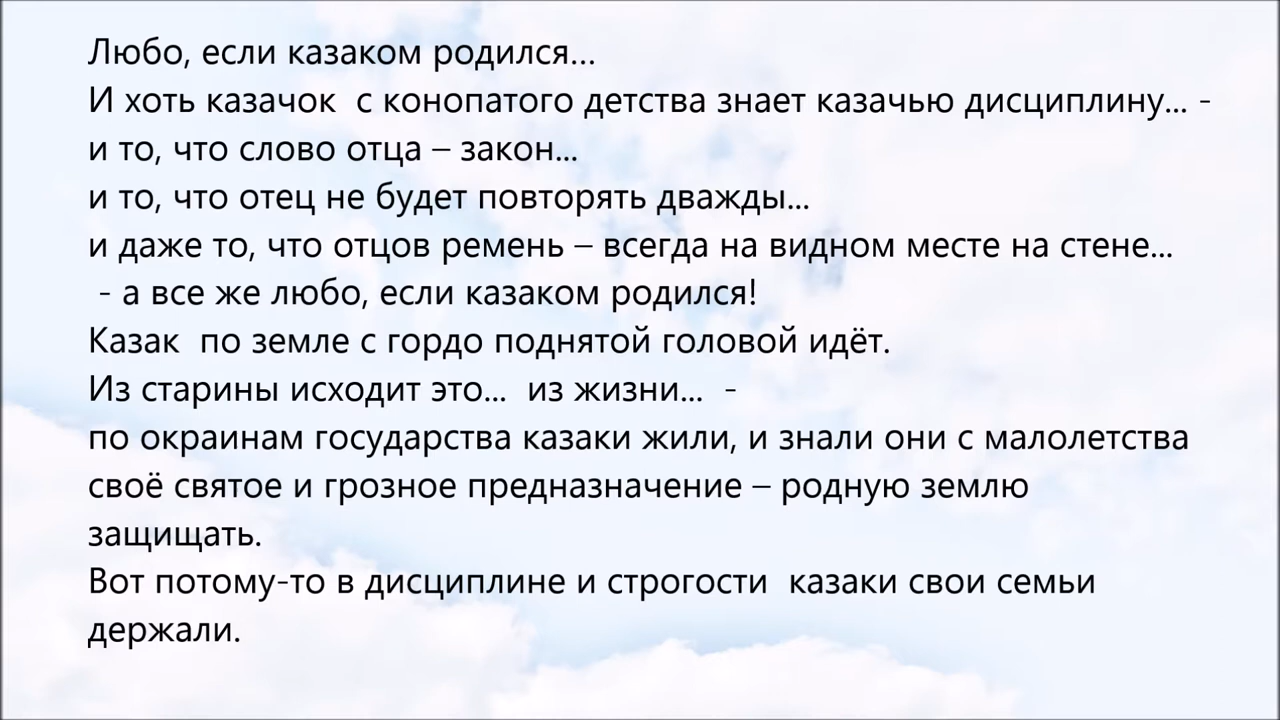 Любо, если казаком родился...
И хоть казачок  с конопатого детства знает казачью дисциплину... -
и то, что слово отца – закон...
и то, что отец не будет повторять дважды...
и даже то, что отцов ремень – всегда на видном месте на стене...
 - а все же любо, если казаком родился!
Казак  по земле с гордо поднятой головой идёт.
Из старины исходит это...  из жизни...  -
по окраинам государства казаки жили, и знали они с малолетства
своё святое и грозное предназначение – родную землю
защищать.
Вот потому-то в дисциплине и строгости  казаки свои семьи
держали.